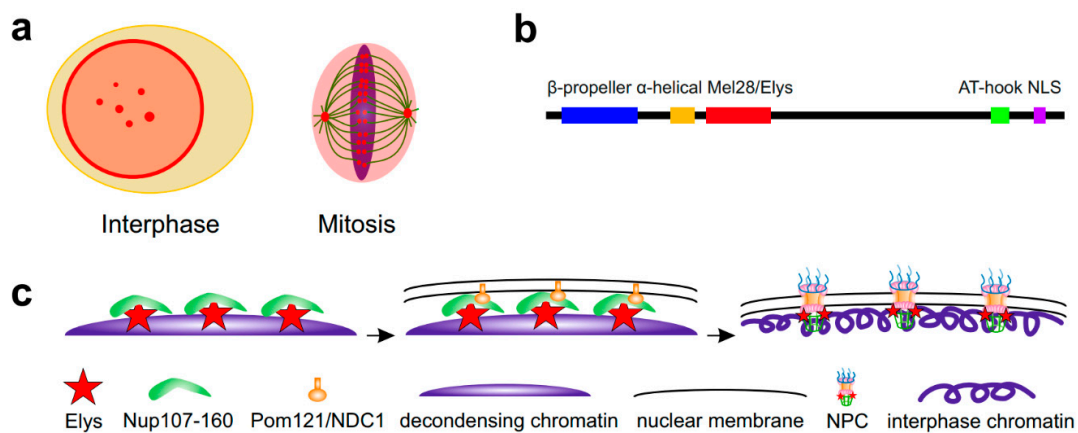 a
b
β-propeller α-helical Mel28/Elys
AT-hook NLS
Interphase
Mitosis
c
Elys
Nup107-160
Pom121/NDC1
decondensing chromatin
nuclear membrane
NPC
interphase chromatin